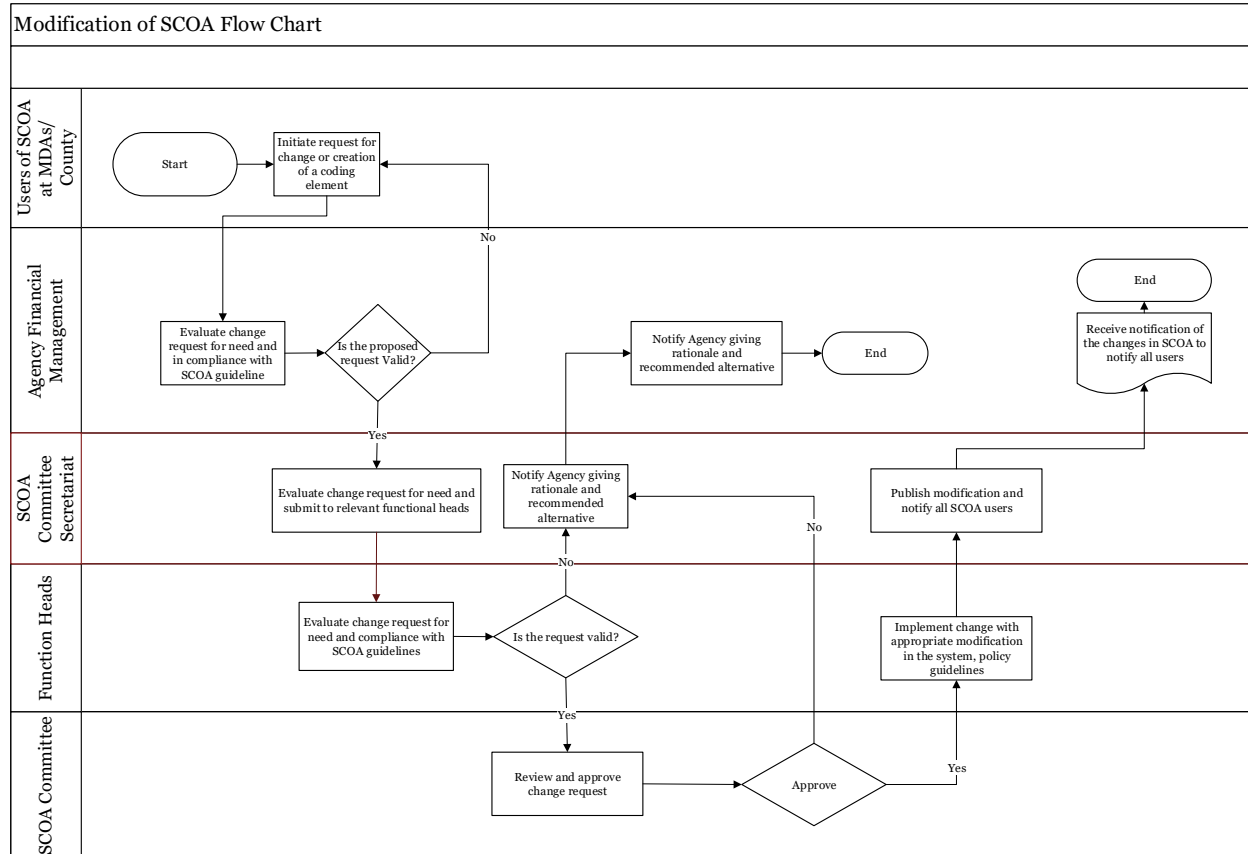 Modification of SCOA Flow Chart
Users of SCOA
at MDAs/
County
Start
Initiate request for
change or creation
of a coding
element
No
Agency Financial
Management
Evaluate change
request for need and
in compliance with
SCOA guideline
Is the proposed
request Valid?
Notify Agency giving
rationale and
recommended alternative
End
End
Receive notification of
the changes in SCOA to
notify all users
Yes
SCOA
Committee
Secretariat
Evaluate change request for need and
submit to relevant functional heads
Notify Agency giving
rationale and
recommended
alternative
No
Publish modification and
notify all SCOA users
No
Function Heads
Evaluate change request for
need and compliance with
SCOA guidelines
Is the request valid?
Implement change with
appropriate modification
in the system, policy
guidelines
Yes
SCOA Committee
Review and approve
change request
Approve
Yes